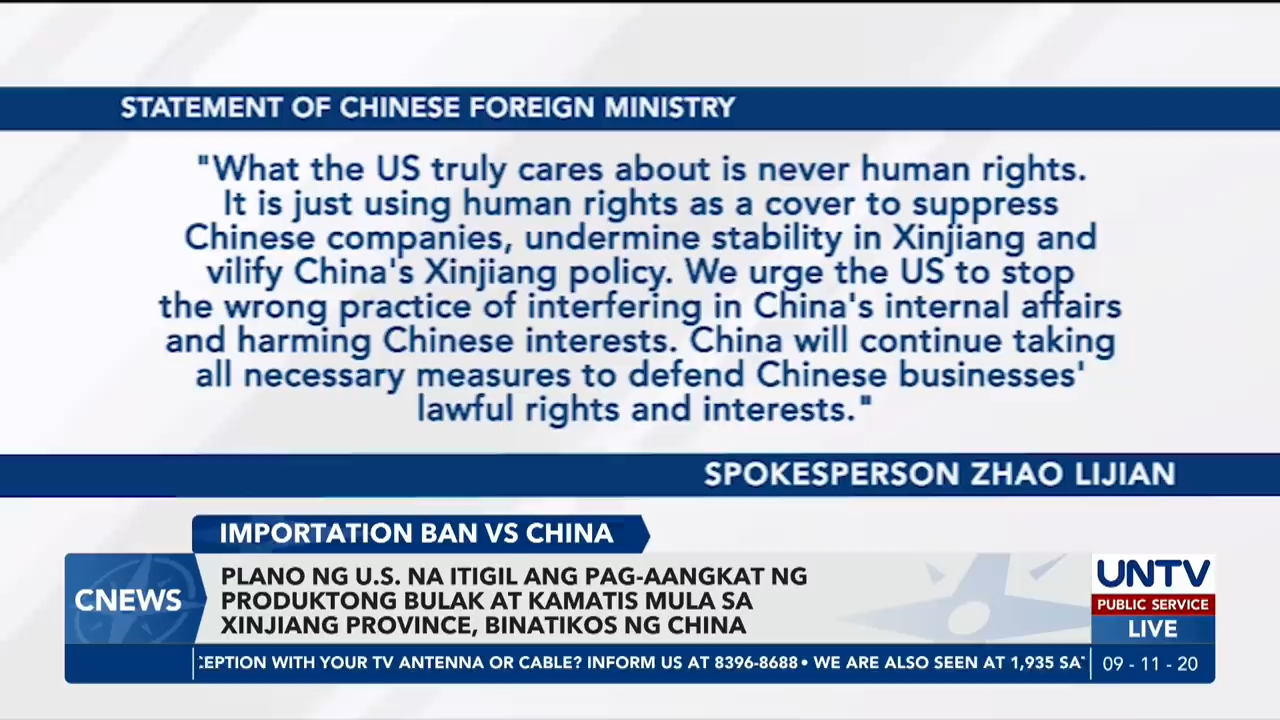 STATEMENT OF CHINESE FOREIGN MINISTRY
"What the US truly cares about is never human rights.
It is just using human rights as a cover to suppress
Chinese companies, undermine stability in Xinjiang and
vilify China's Xinjiang policy. We urge the US to stop
the wrong practice of interfering in China's internal affairs
and harming Chinese interests. China will continue taking
all necessary measures to defend Chinese businesses'
lawful rights and interests."
SPOKESPERSON ZHAO LIJIAN
IMPORTATION BAN VS CHINA
CNEWS
PLANO NG U.S. NA ITIGIL ANG PAG-AANGKAT NG
PRODUKTONG BULAK AT KAMATIS MULA SA
XINJIANG PROVINCE, BINATIKOS NG CHINA
UNTV
PUBLIC SERVICE
LIVE
CEPTION WITH YOUR TV ANTENNA OR CABLE? INFORM US AT 8396-8688 • WE ARE ALSO SEEN AT 1,935 SA
09 - 11 - 20